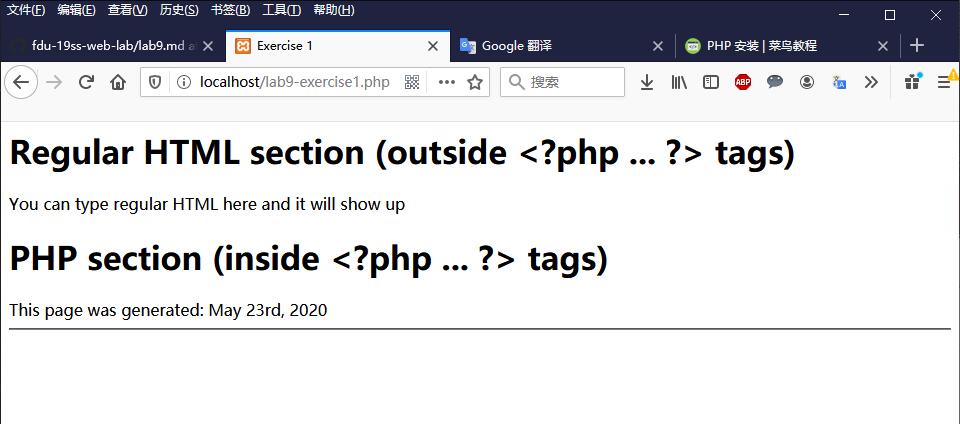 文件(F) 编辑(E) 查看(V) 历史(S) 书签(B) 工具(T) 帮助(H)
fdu-19ss-web-lab/lab9.md a Exercise 1 Google 翻译 PHP 安装 | 菜鸟教程
localhost/lab9-exercise1.php 搜索 ABP
Regular HTML section (outside <?php ... ?> tags)
You can type regular HTML here and it will show up
PHP section (inside <?php ... ?> tags)
This page was generated: May 23rd, 2020